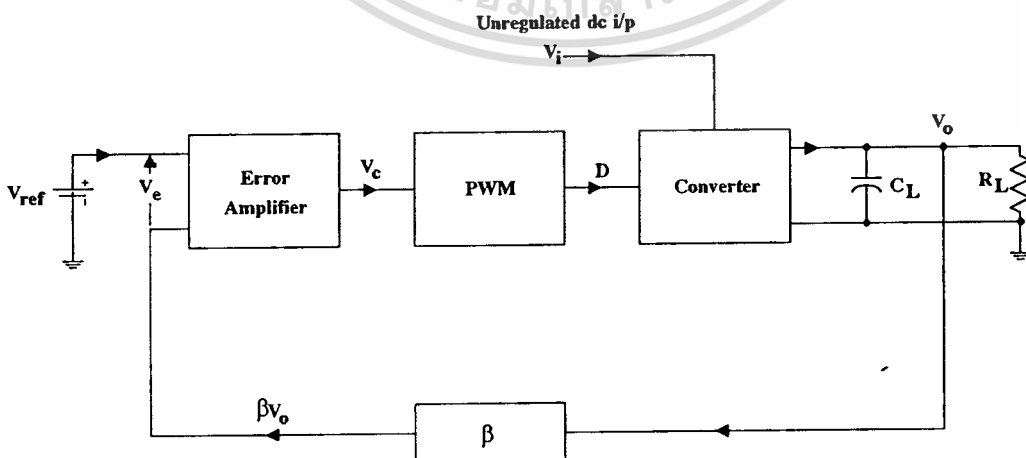 Unregulated dc i/p
Vi
Vref
+
Ve
Error
Amplifier
Vc
PWM
D
Converter
Vo
CL
RL
βVo
β